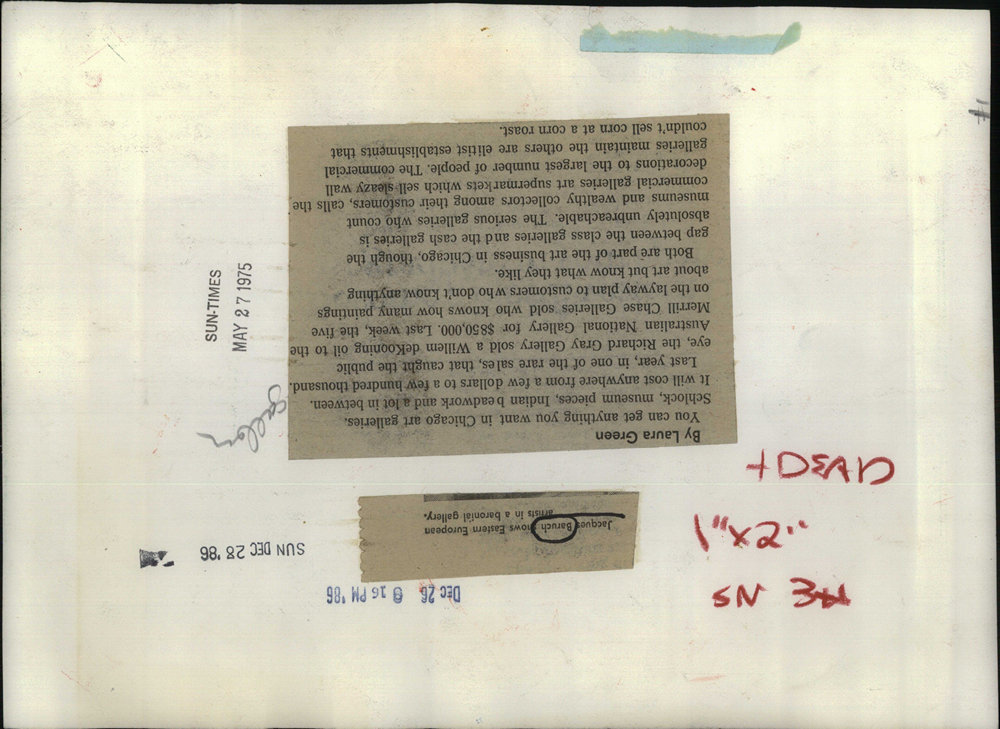 By Laura Green
You can get anything you want in Chicago art galleries.
Schlock, museum pieces, Indian beadwork and a lot in between.
It will cost anywhere from a few dollars to a few hundred thousand.
Last year, in one of the rare sales, that caught the public
eye, the Richard Gray Gallery sold a Willem deKooning oil to the
Australian National Gallery for $850,000. Last week, the five
Merrill Chase Galleries sold who knows how many paintings
on the layway plan to customers who don't know anything
about art but know what they like.
Both are part of the art business in Chicago, though the
gap between the class galleries and the cash galleries is
absolutely unbreachable. The serious galleries who count
museums and wealthy collectors among their customers, calls the
commercial galleries art supermarkets which sell sleazy wall
decorations to the largest number of people. The commercial
galleries maintain the others are elitist establishments that
couldn't sell corn at a corn roast.
Jacques Baruch shows Eastern European
artists in a baronial gallery.
SUN-TIMES
MAY 27 1975
SUN DEC 28 '86
DEC 26 8 16 PM '86
1" x 2"
NS